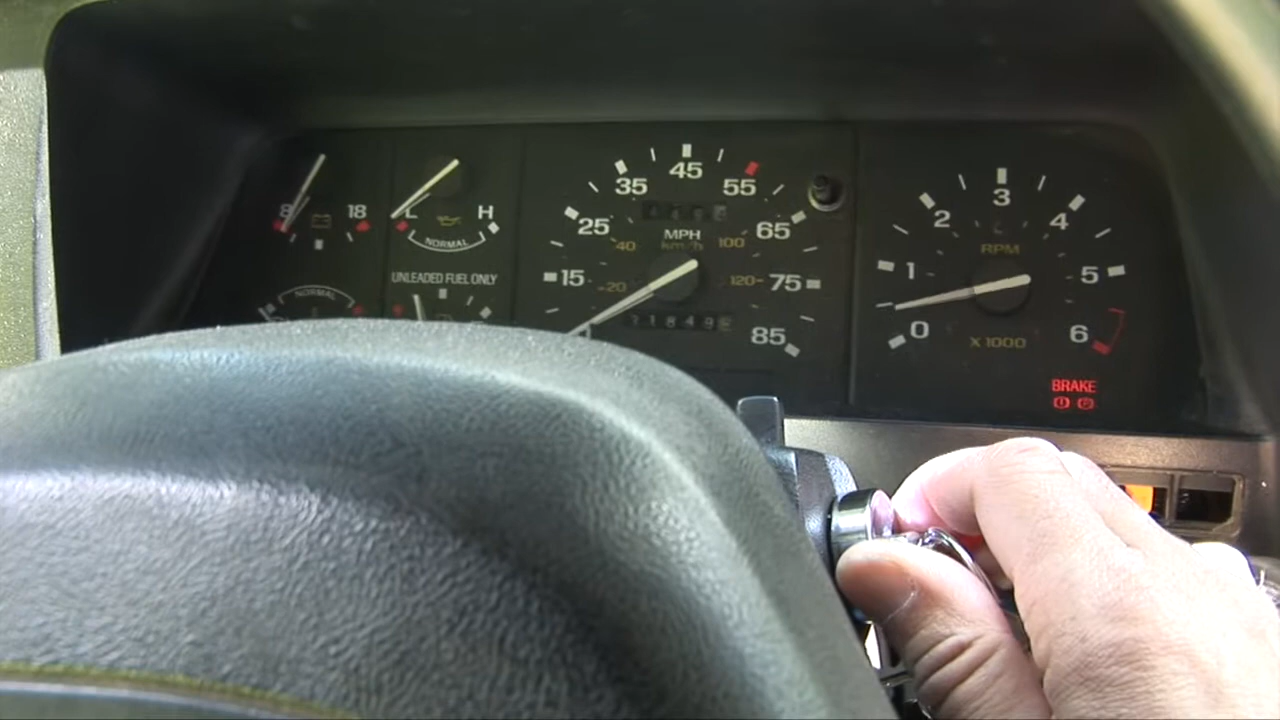 8 18
L H
NORMAL
UNLEADED FUEL ONLY
NORMAL
15 25 35 45 55 65 75 85
MPH
km/h
20 40 100 120
0 1 2 3 4 5 6
RPM
X 1000
BRAKE